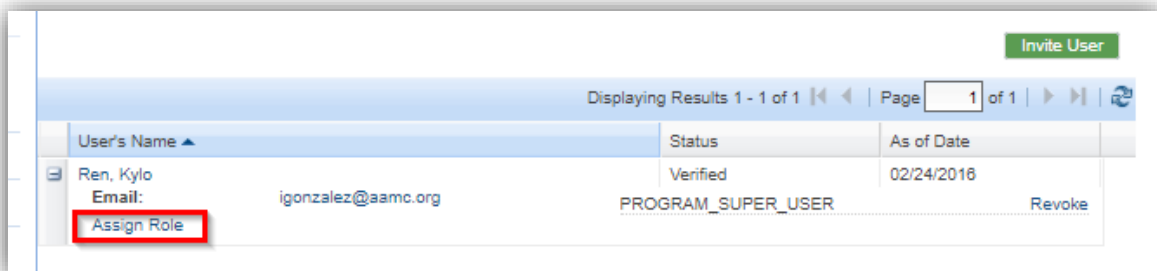 Invite User
Displaying Results 1 - 1 of 1 | Page 1 of 1 |
User's Name Status As of Date
Ren, Kylo Verified 02/24/2016
Email: igonzalez@aamc.org PROGRAM_SUPER_USER Revoke
Assign Role